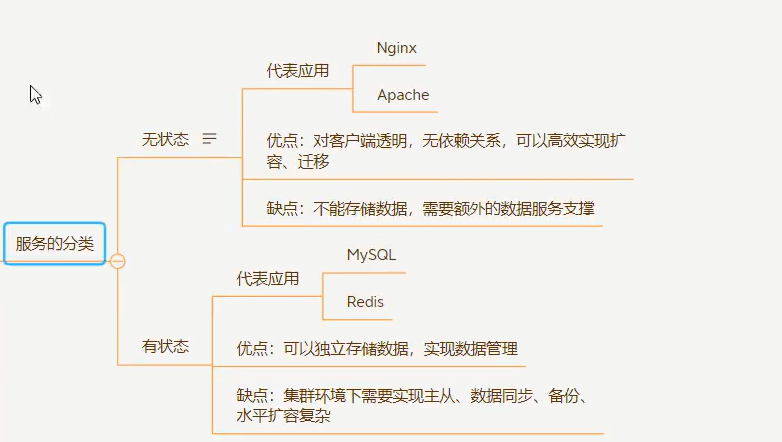 Nginx
代表应用
Apache
无状态
优点：对客户端透明，无依赖关系，可以高效实现扩
容、迁移
缺点：不能存储数据，需要额外的数据服务支撑
服务的分类
MySQL
代表应用
Redis
有状态
优点：可以独立存储数据，实现数据管理
缺点：集群环境下需要实现主从、数据同步、备份、
水平扩容复杂